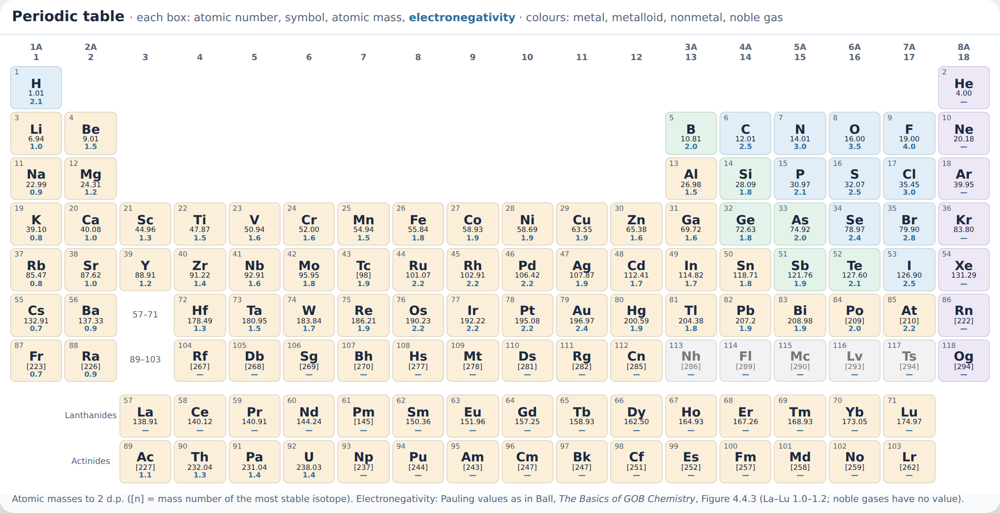 Periodic table · each box: atomic number, symbol, atomic mass, electronegativity · colours: metal, metalloid, nonmetal, noble gas
1A 2A 3A 4A 5A 6A 7A 8A
1 2 3 4 5 6 7 8 9 10 11 12 13 14 15 16 17 18
1 2
H He
1.01 4.00
2.1 —
3 4 5 6 7 8 9 10
Li Be B C N O F Ne
6.94 9.01 10.81 12.01 14.01 16.00 19.00 20.18
1.0 1.5 2.0 2.5 3.0 3.5 4.0 —
11 12 13 14 15 16 17 18
Na Mg Al Si P S Cl Ar
22.99 24.31 26.98 28.09 30.97 32.07 35.45 39.95
0.9 1.2 1.5 1.8 2.1 2.5 3.0 —
19 20 21 22 23 24 25 26 27 28 29 30 31 32 33 34 35 36
K Ca Sc Ti V Cr Mn Fe Co Ni Cu Zn Ga Ge As Se Br Kr
39.10 40.08 44.96 47.87 50.94 52.00 54.94 55.84 58.93 58.69 63.55 65.38 69.72 72.63 74.92 78.97 79.90 83.80
0.8 1.0 1.3 1.5 1.6 1.6 1.5 1.8 1.9 1.9 1.9 1.6 1.6 1.8 2.0 2.4 2.8 —
37 38 39 40 41 42 43 44 45 46 47 48 49 50 51 52 53 54
Rb Sr Y Zr Nb Mo Tc Ru Rh Pd Ag Cd In Sn Sb Te I Xe
85.47 87.62 88.91 91.22 92.91 95.95 [98] 101.07 102.91 106.42 107.87 112.41 114.82 118.71 121.76 127.60 126.90 131.29
0.8 1.0 1.2 1.4 1.6 1.8 1.9 2.2 2.2 2.2 1.9 1.7 1.7 1.8 1.9 2.1 2.5 —
55 56 72 73 74 75 76 77 78 79 80 81 82 83 84 85 86
Cs Ba 57–71 Hf Ta W Re Os Ir Pt Au Hg Tl Pb Bi Po At Rn
132.91 137.33 178.49 180.95 183.84 186.21 190.23 192.22 195.08 196.97 200.59 204.38 207.2 208.98 [209] [210] [222]
0.7 0.9 1.3 1.5 1.7 1.9 2.2 2.2 2.2 2.4 1.9 1.8 1.9 1.9 2.0 2.2 —
87 88 104 105 106 107 108 109 110 111 112 113 114 115 116 117 118
Fr Ra 89–103 Rf Db Sg Bh Hs Mt Ds Rg Cn Nh Fl Mc Lv Ts Og
[223] [226] [267] [268] [269] [270] [277] [278] [281] [282] [285] [286] [289] [290] [293] [294] [294]
0.7 0.9 — — — — — — — — — — — — — — —
57 58 59 60 61 62 63 64 65 66 67 68 69 70 71
Lanthanides La Ce Pr Nd Pm Sm Eu Gd Tb Dy Ho Er Tm Yb Lu
138.91 140.12 140.91 144.24 [145] 150.36 151.96 157.25 158.93 162.50 164.93 167.26 168.93 173.05 174.97
— — — — — — — — — — — — — — —
89 90 91 92 93 94 95 96 97 98 99 100 101 102 103
Actinides Ac Th Pa U Np Pu Am Cm Bk Cf Es Fm Md No Lr
[227] 232.04 231.04 238.03 [237] [244] [243] [247] [247] [251] [252] [257] [258] [259] [262]
1.1 1.3 1.4 1.4 — — — — — — — — — — —
Atomic masses to 2 d.p. ([n] = mass number of the most stable isotope). Electronegativity: Pauling values as in Ball, The Basics of GOB Chemistry, Figure 4.4.3 (La–Lu 1.0–1.2; noble gases have no value).